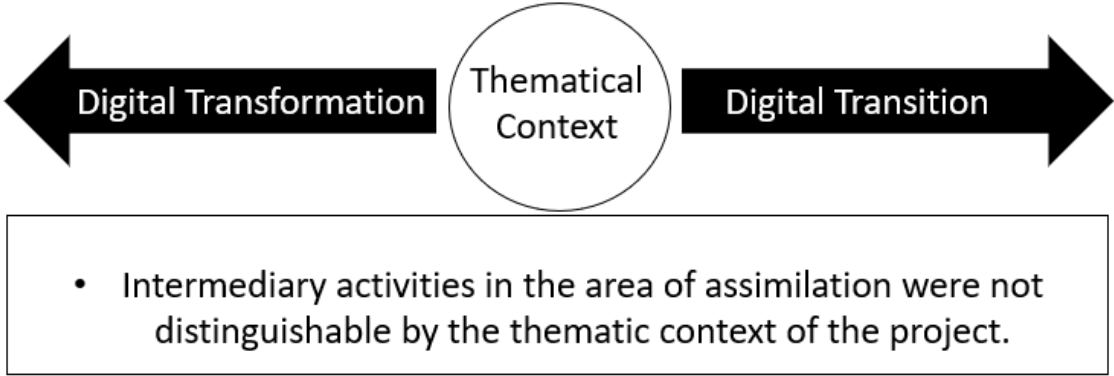 Digital Transformation
Thematical
Context
Digital Transition
• Intermediary activities in the area of assimilation were not
distinguishable by the thematic context of the project.